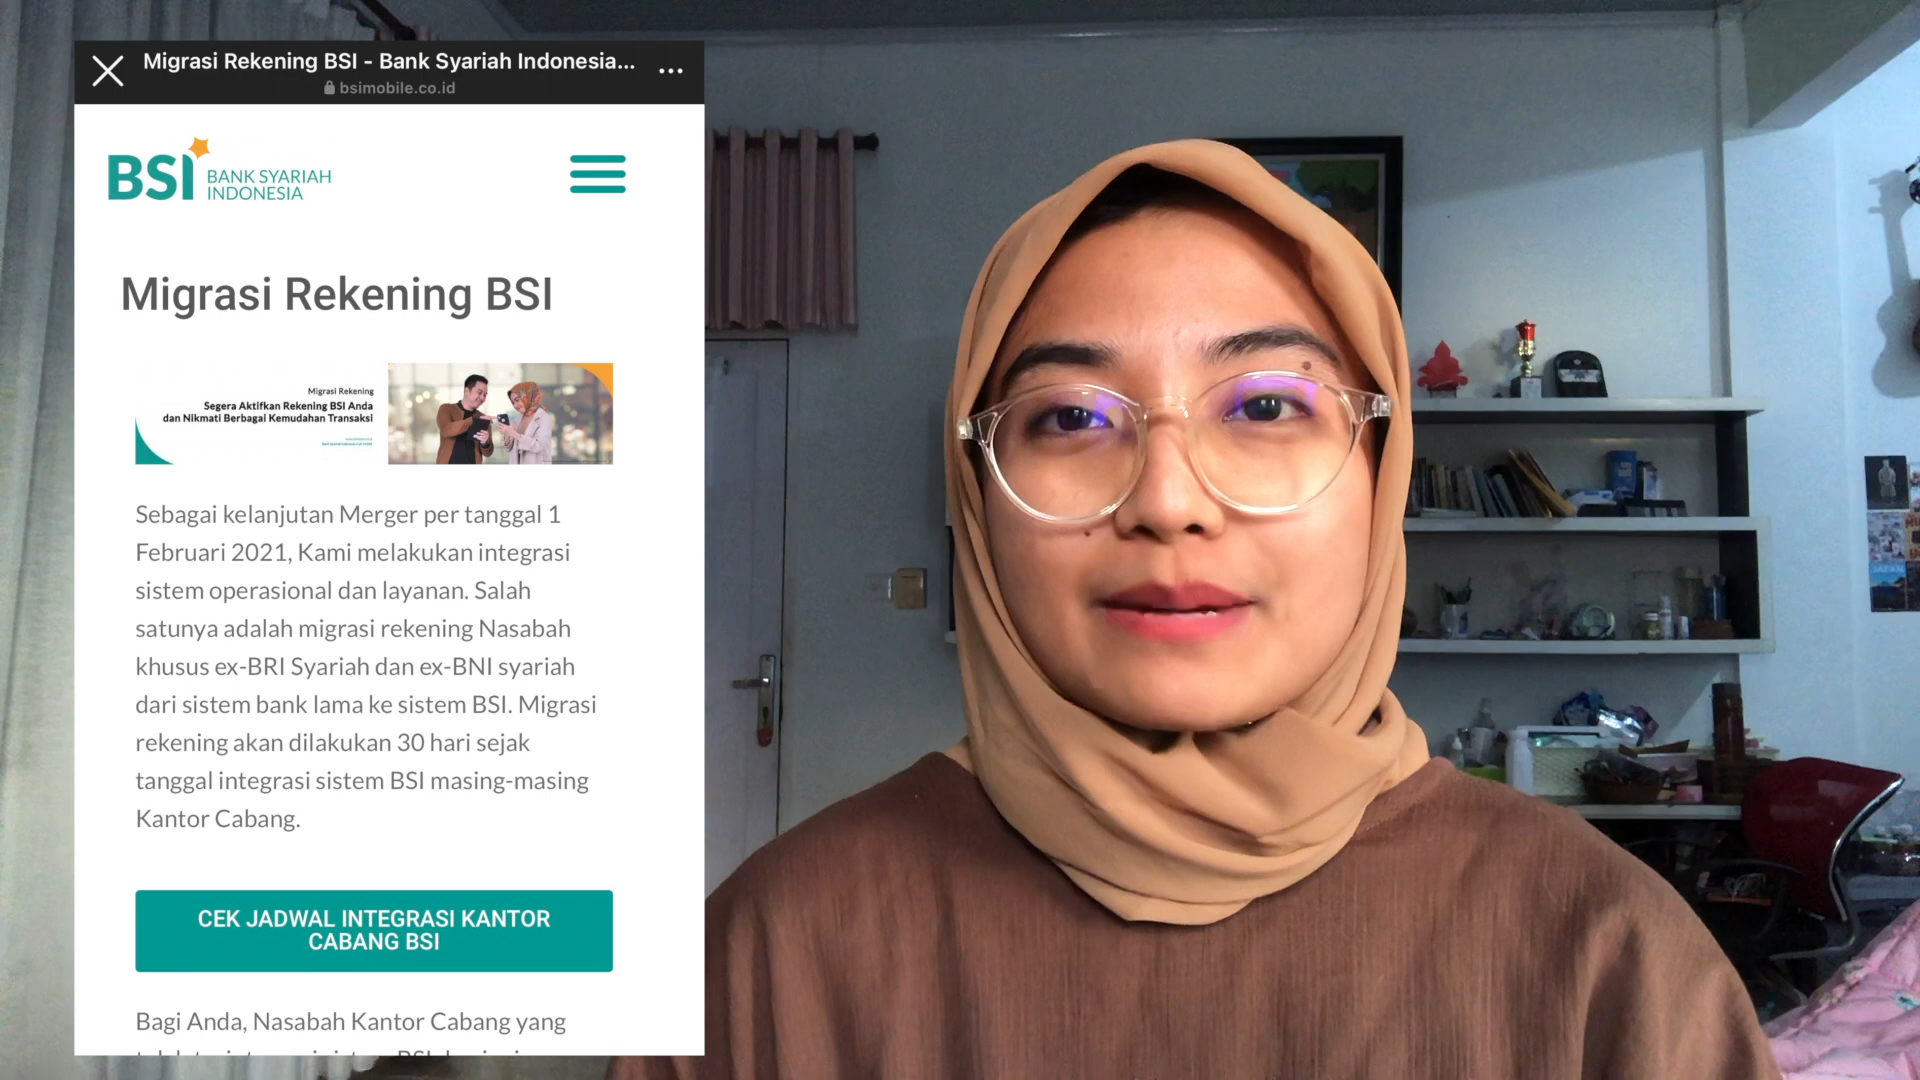 Migrasi Rekening BSI - Bank Syariah Indonesia...
bsimobile.co.id
BSI BANK SYARIAH
INDONESIA
Migrasi Rekening BSI
Migrasi Rekening
Segera Aktifkan Rekening BSI Anda
dan Nikmati Berbagai Kemudahan Transaksi
Sebagai kelanjutan Merger per tanggal 1
Februari 2021, Kami melakukan integrasi
sistem operasional dan layanan. Salah
satunya adalah migrasi rekening Nasabah
khusus ex-BRI Syariah dan ex-BNI syariah
dari sistem bank lama ke sistem BSI. Migrasi
rekening akan dilakukan 30 hari sejak
tanggal integrasi sistem BSI masing-masing
Kantor Cabang.
CEK JADWAL INTEGRASI KANTOR
CABANG BSI
Bagi Anda, Nasabah Kantor Cabang yang
JAPAN